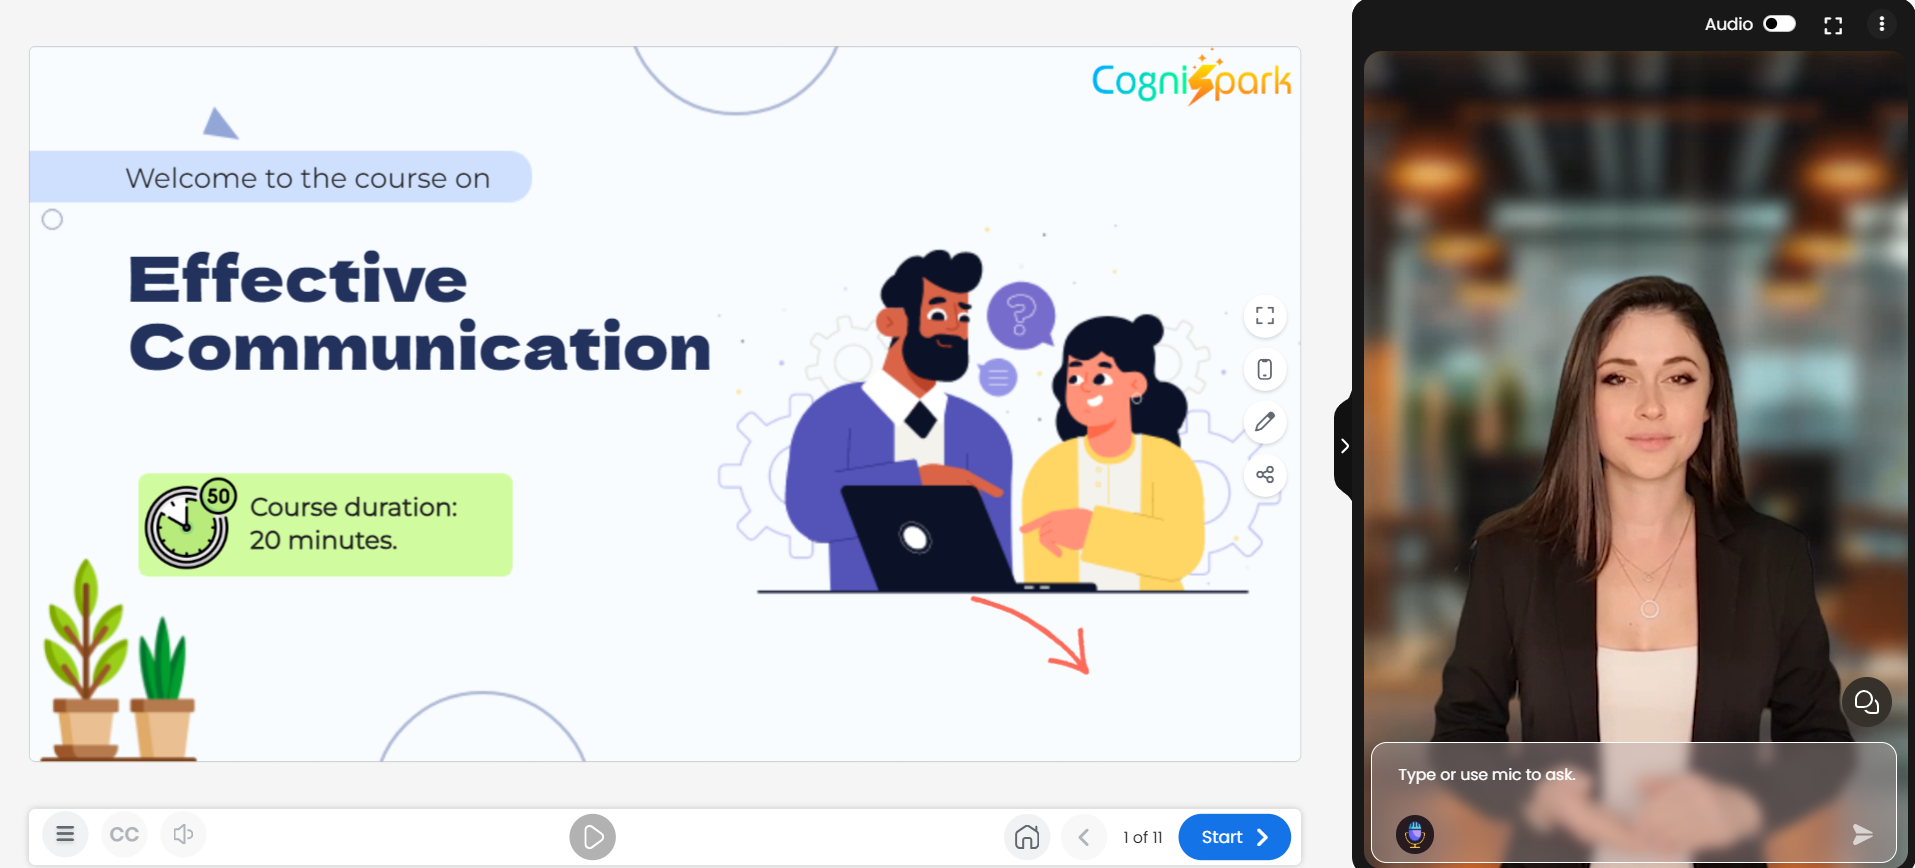 CogniSpark
Welcome to the course on
Effective
Communication
?
50
Course duration:
20 minutes.
CC
1 of 11
Start
Audio
Type or use mic to ask.